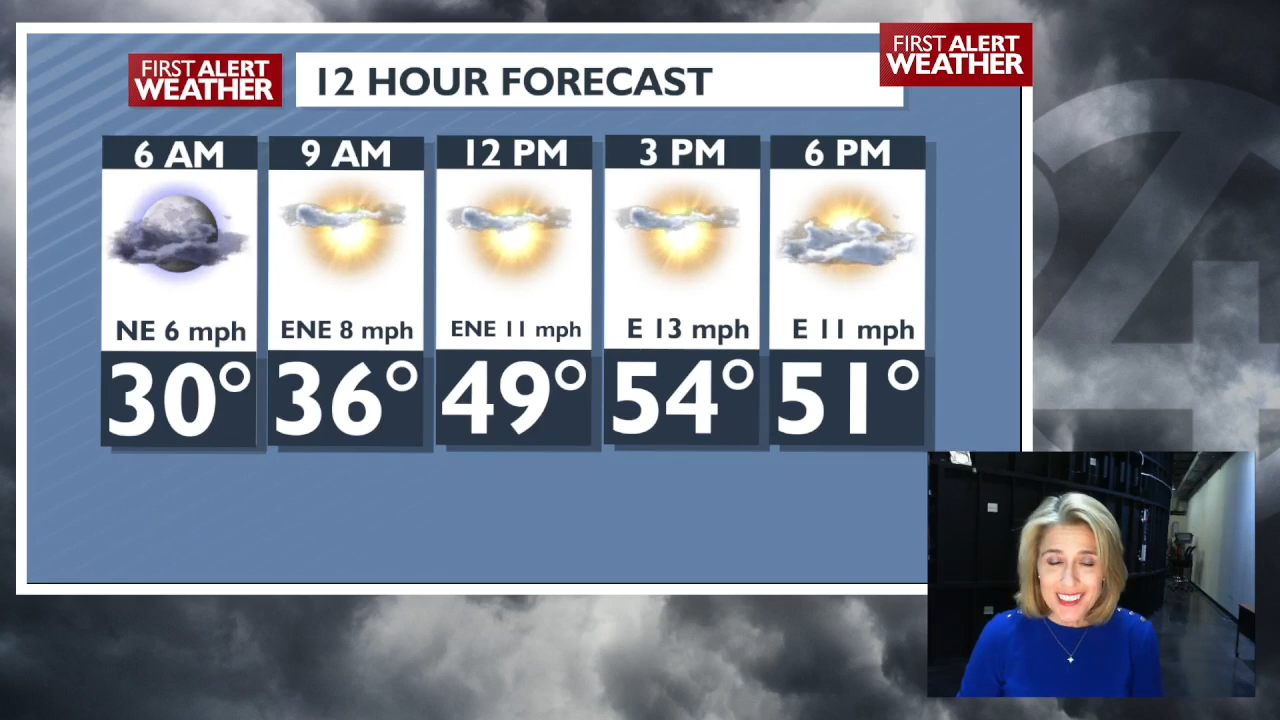 FIRST ALERT
WEATHER
12 HOUR FORECAST
FIRST ALERT
WEATHER
6 AM
NE 6 mph
30°
9 AM
ENE 8 mph
36°
12 PM
ENE 11 mph
49°
3 PM
E 13 mph
54°
6 PM
E 11 mph
51°
24